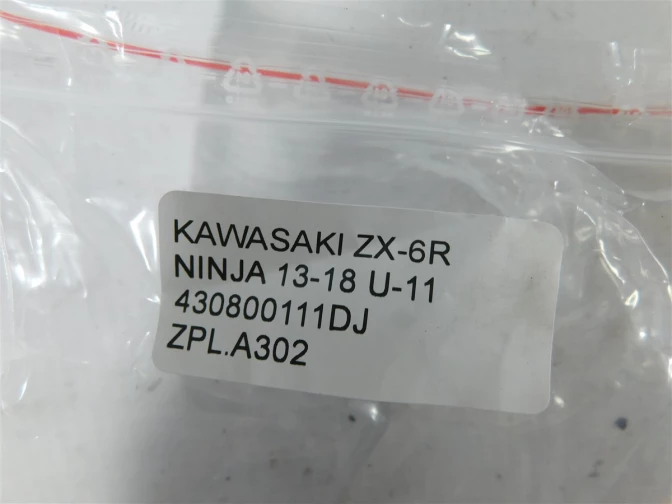 KAWASAKI ZX-6R
NINJA 13-18 U-11
430800111DJ
ZPL.A302